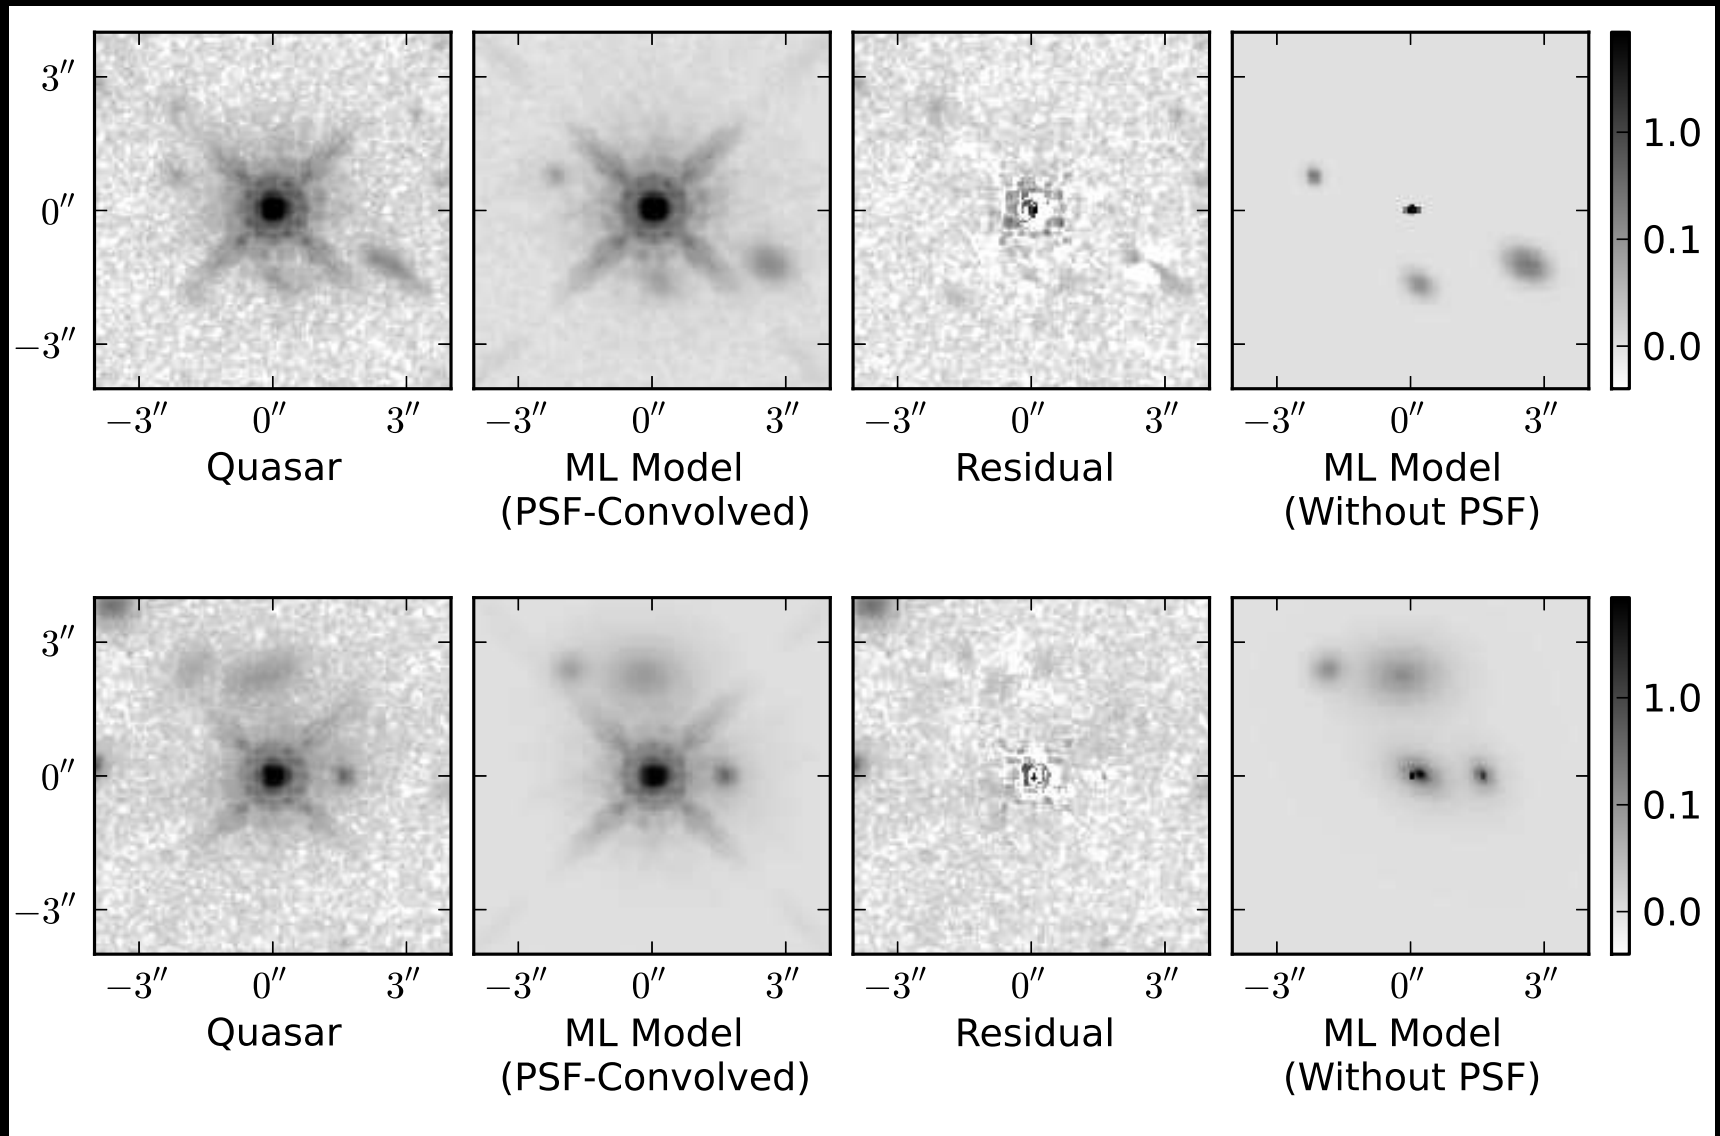 3″
0″
−3″
−3″ 0″ 3″ −3″ 0″ 3″ −3″ 0″ 3″ −3″ 0″ 3″
1.0
0.1
0.0
Quasar ML Model Residual ML Model
(PSF-Convolved) (Without PSF)
3″
0″
−3″
−3″ 0″ 3″ −3″ 0″ 3″ −3″ 0″ 3″ −3″ 0″ 3″
1.0
0.1
0.0
Quasar ML Model Residual ML Model
(PSF-Convolved) (Without PSF)